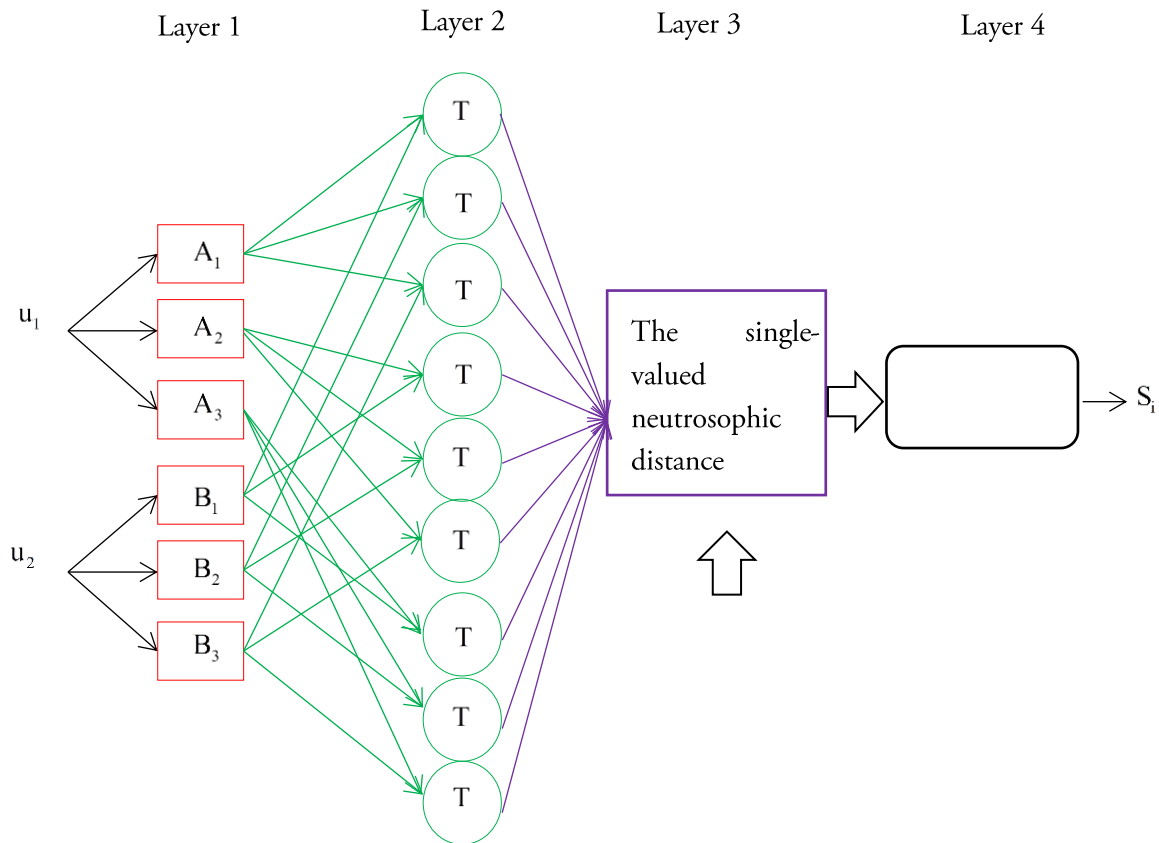 Layer 1
Layer 2
Layer 3
Layer 4
u1
u2
A1
A2
A3
B1
B2
B3
T
T
T
T
T
T
T
T
T
The single-
valued
neutrosophic
distance
Si